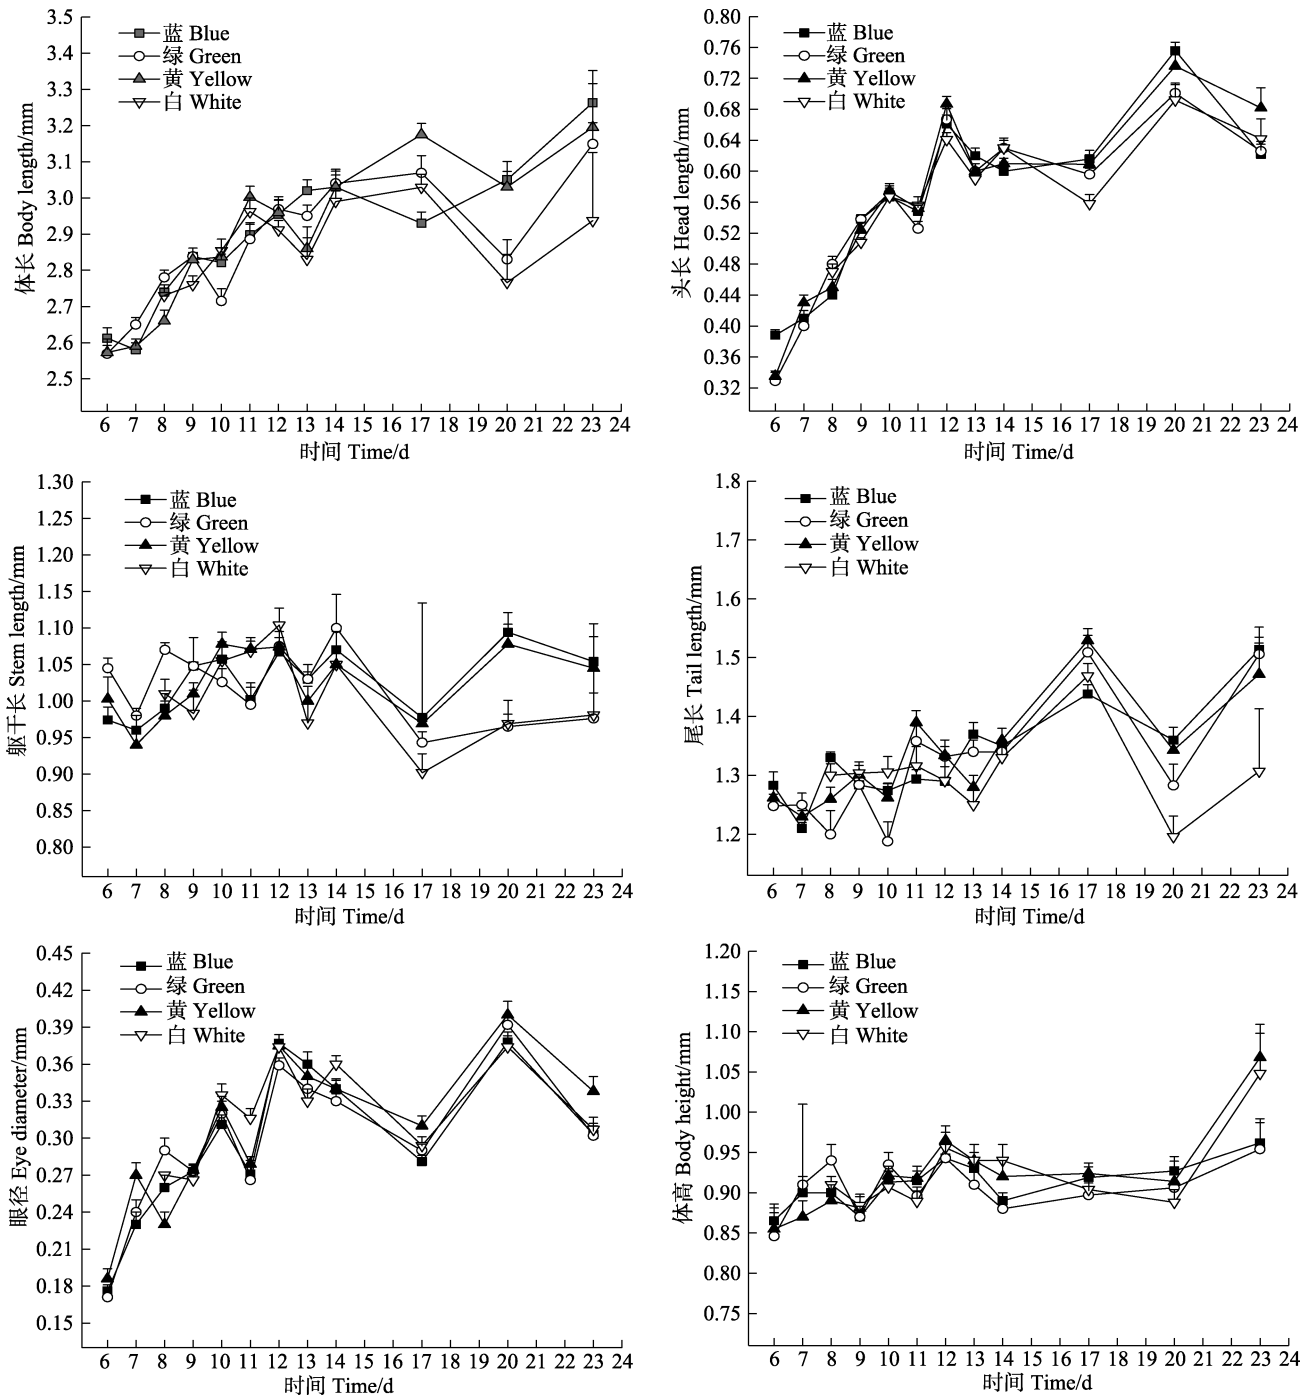 体长 Body length/mm
3.5
3.4
3.3
3.2
3.1
3.0
2.9
2.8
2.7
2.6
2.5
蓝 Blue
绿 Green
黄 Yellow
白 White
6 7 8 9 10 11 12 13 14 15 16 17 18 19 20 21 22 23 24
时间 Time/d
头长 Head length/mm
0.80
0.76
0.72
0.68
0.64
0.60
0.56
0.52
0.48
0.44
0.40
0.36
0.32
蓝 Blue
绿 Green
黄 Yellow
白 White
6 7 8 9 10 11 12 13 14 15 16 17 18 19 20 21 22 23 24
时间 Time/d
躯干长 Stem length/mm
1.30
1.25
1.20
1.15
1.10
1.05
1.00
0.95
0.90
0.85
0.80
蓝 Blue
绿 Green
黄 Yellow
白 White
6 7 8 9 10 11 12 13 14 15 16 17 18 19 20 21 22 23 24
时间 Time/d
尾长 Tail length/mm
1.8
1.7
1.6
1.5
1.4
1.3
1.2
蓝 Blue
绿 Green
黄 Yellow
白 White
6 7 8 9 10 11 12 13 14 15 16 17 18 19 20 21 22 23 24
时间 Time/d
眼径 Eye diameter/mm
0.45
0.42
0.39
0.36
0.33
0.30
0.27
0.24
0.21
0.18
0.15
蓝 Blue
绿 Green
黄 Yellow
白 White
6 7 8 9 10 11 12 13 14 15 16 17 18 19 20 21 22 23 24
时间 Time/d
体高 Body height/mm
1.20
1.15
1.10
1.05
1.00
0.95
0.90
0.85
0.80
0.75
蓝 Blue
绿 Green
黄 Yellow
白 White
6 7 8 9 10 11 12 13 14 15 16 17 18 19 20 21 22 23 24
时间 Time/d